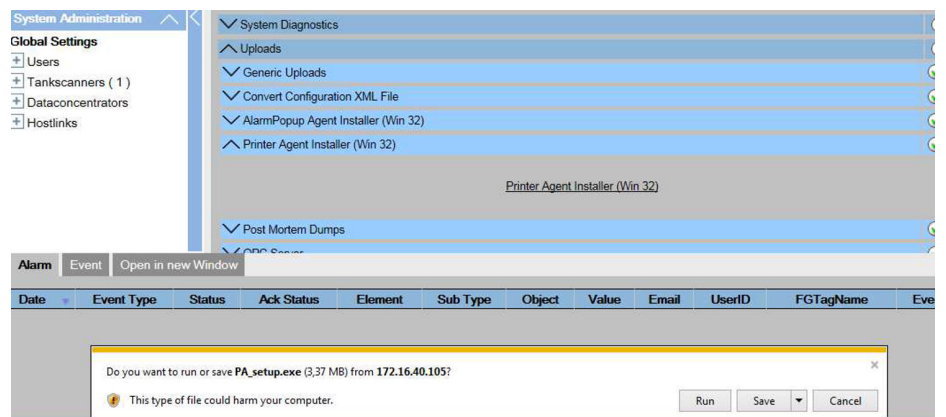 System Administration
Global Settings
Users
Tankscanners ( 1 )
Dataconcentrators
Hostlinks
System Diagnostics
Uploads
Generic Uploads
Convert Configuration XML File
AlarmPopup Agent Installer (Win 32)
Printer Agent Installer (Win 32)
Printer Agent Installer (Win 32)
Post Mortem Dumps
OPC Server
Alarm Event Open in new Window
Date Event Type Status Ack Status Element Sub Type Object Value Email UserID FGTagName Eve
Do you want to run or save PA_setup.exe (3,37 MB) from 172.16.40.105?
This type of file could harm your computer.
Run Save Cancel